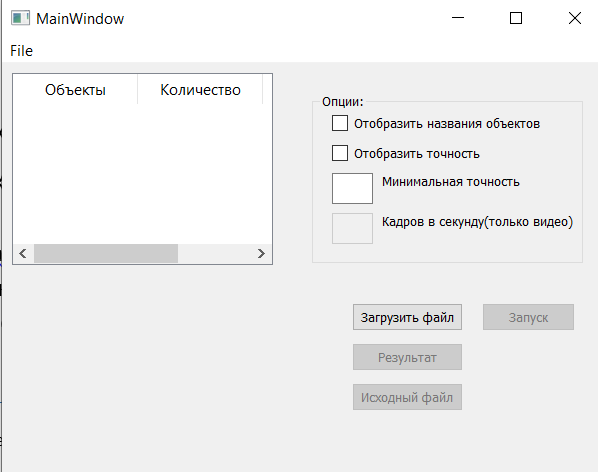 MainWindow
File
Объекты Количество
Опции:
Отобразить названия объектов
Отобразить точность
Минимальная точность
Кадров в секунду(только видео)
Загрузить файл Запуск
Результат
Исходный файл